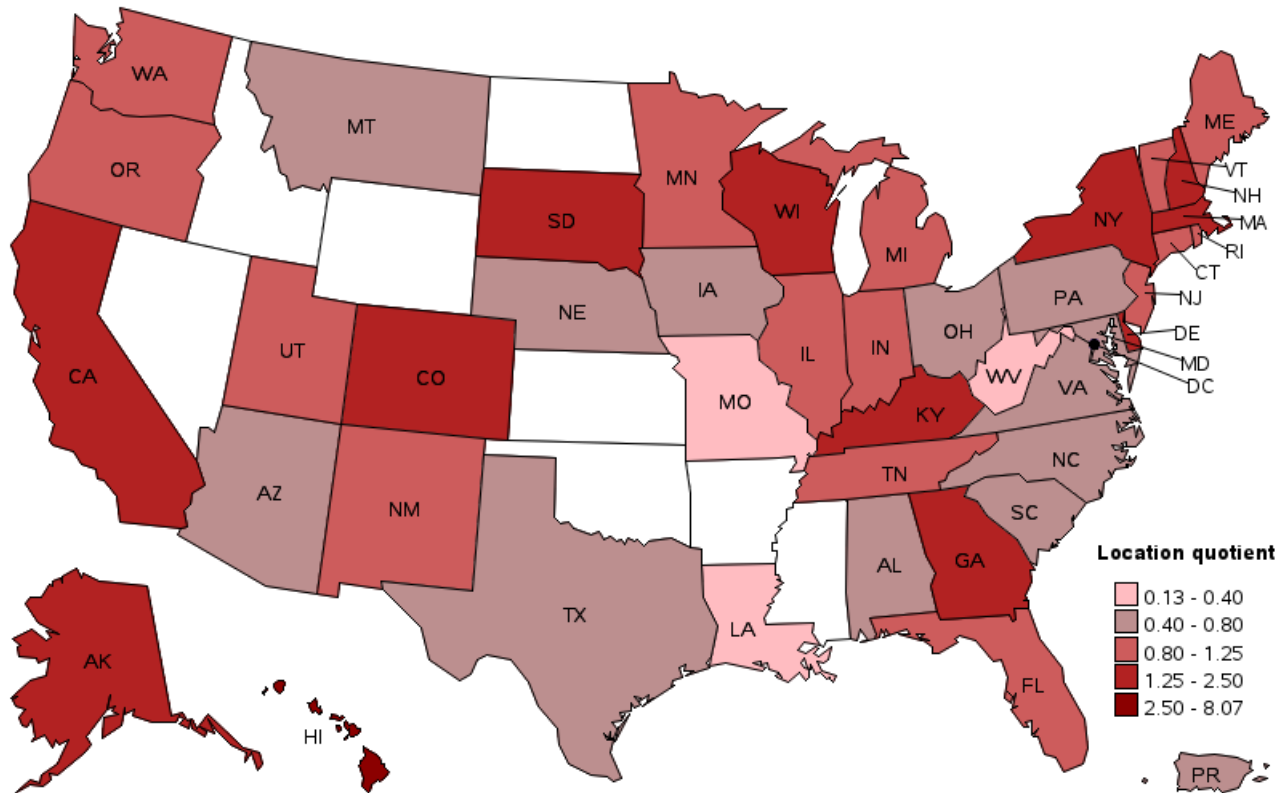 WA
ME
MT
VT
OR
MN
NH
SD
WI
NY
MA
RI
MI
CT
IA
PA
NJ
NE
OH
DE
UT
IL
IN
MD
CA
CO
WV
VA
DC
MO
KY
NC
TN
AZ
NM
SC
Location quotient
AL
GA
0.13 - 0.40
TX
0.40 - 0.80
LA
0.80 - 1.25
AK
1.25 - 2.50
FL
2.50 - 8.07
HI
PR